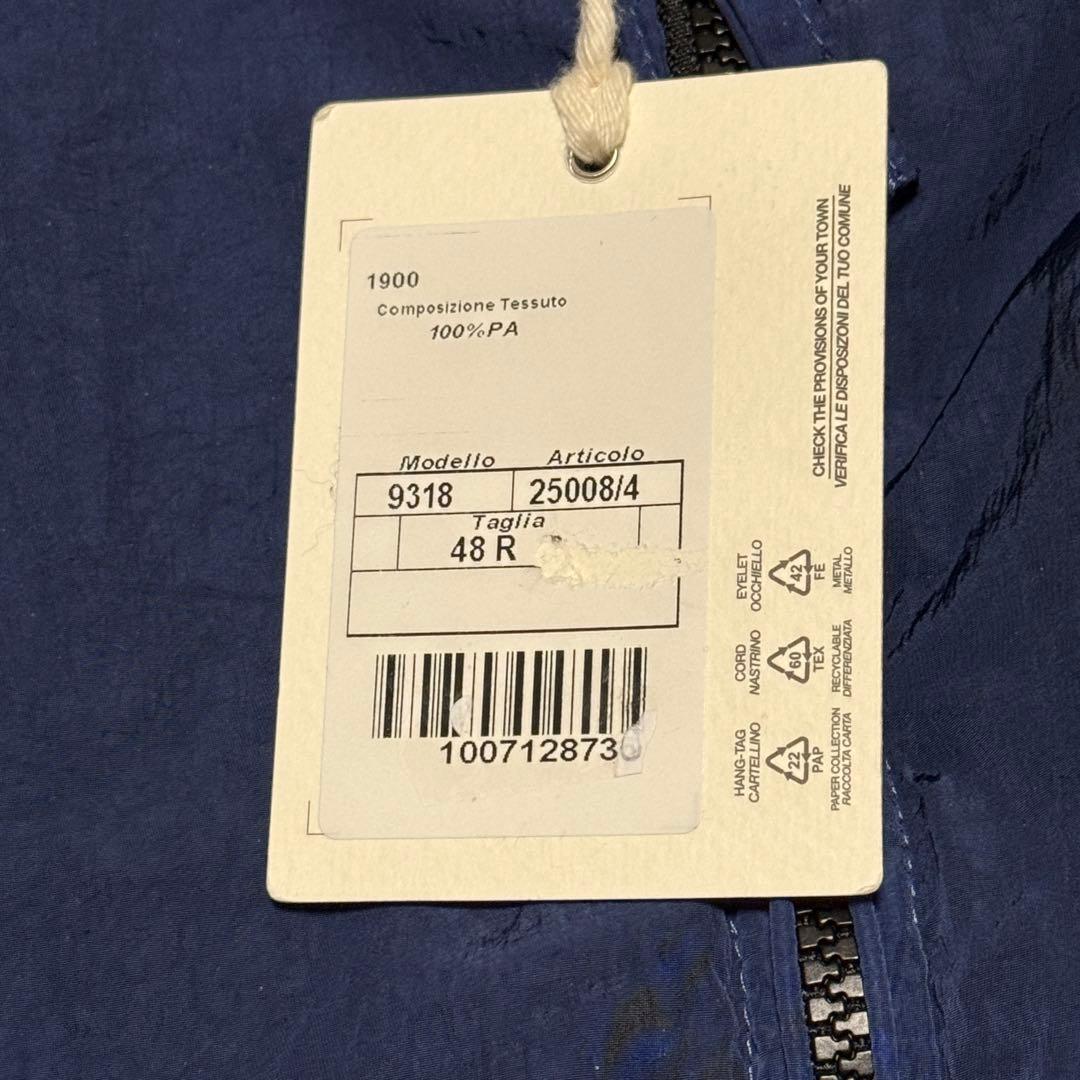 1900
Composizione Tessuto
100%PA
Modello Articolo
9318 25008/4
Taglia
48 R
CHECK THE PROVISIONS OF YOUR TOWN
VERIFICA LE DISPOSIZONI DEL TUO COMUNE
EYELET
OCCHIELLO
42
FE
METAL
METALLO
CORD
NASTRINO
60
TEX
RECYCLABLE
DIFFERENZIATA
HANG-TAG
CARTELLINO
22
PAP
PAPER COLLECTION
RACCOLTA CARTA